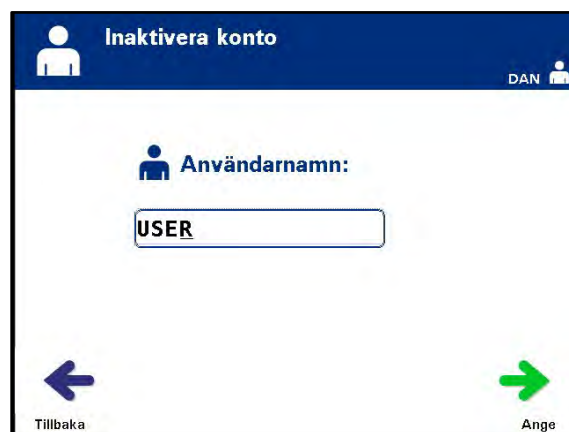 Inaktivera konto
DAN
Användarnamn:
USER
Tillbaka
Ange